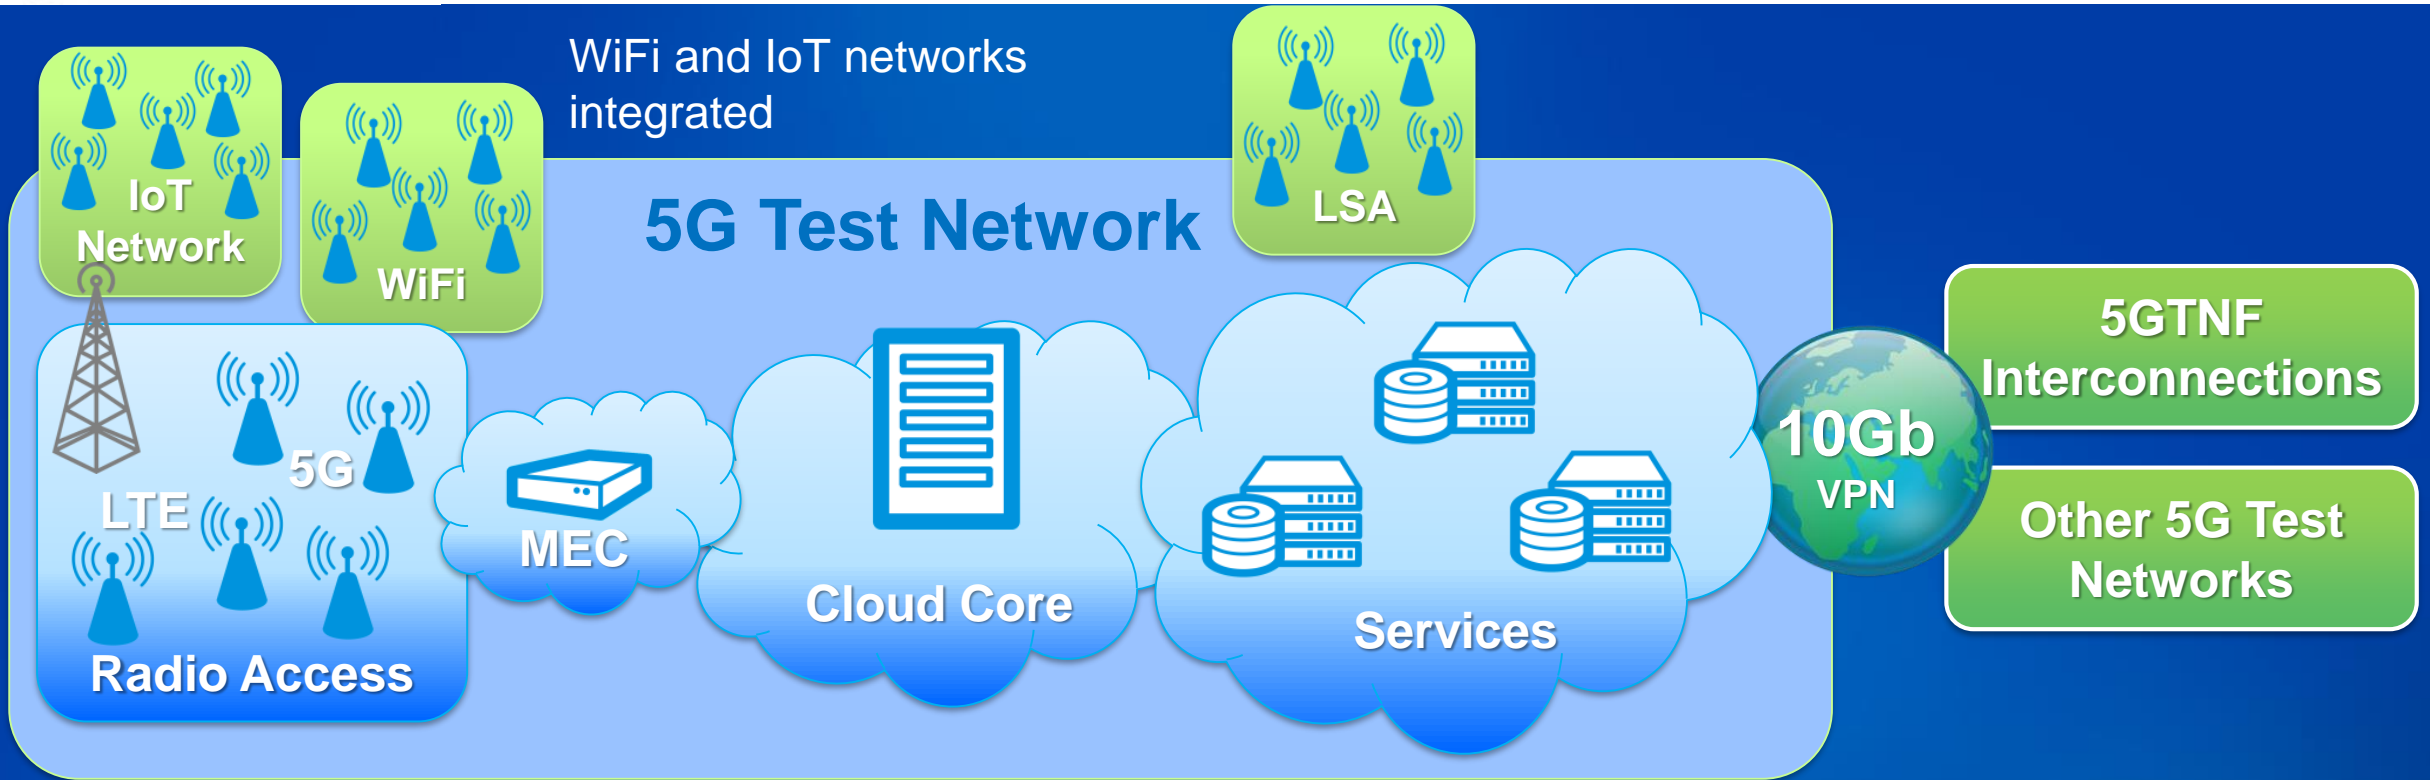 WiFi and IoT networks
integrated
IoT
Network
WiFi
5G Test Network
LSA
5G
LTE
Radio Access
MEC
Cloud Core
Services
10Gb
VPN
5GTNF
Interconnections
Other 5G Test
Networks